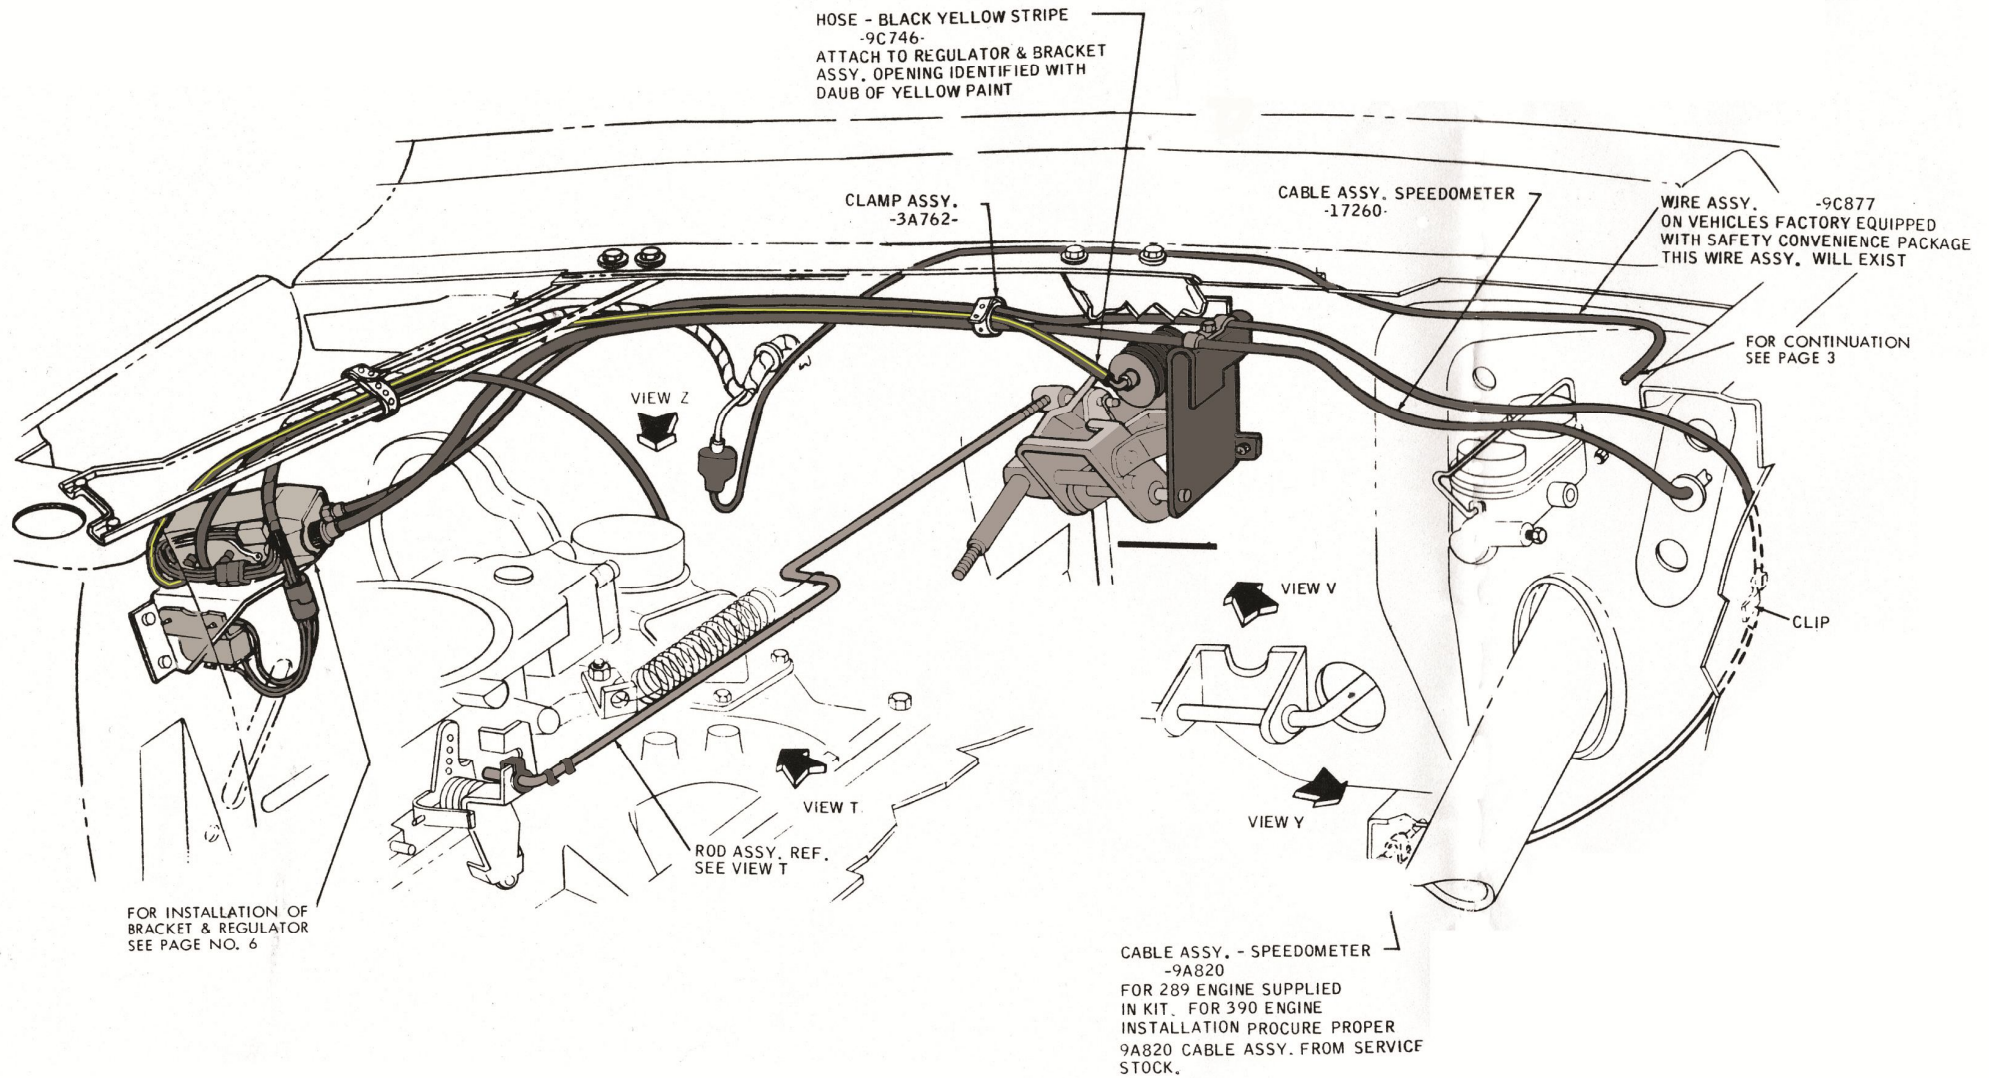 HOSE - BLACK YELLOW STRIPE
-9C746-
ATTACH TO REGULATOR & BRACKET
ASSY. OPENING IDENTIFIED WITH
DAUB OF YELLOW PAINT
CLAMP ASSY.
-3A762-
CABLE ASSY. SPEEDOMETER
-17260-
WIRE ASSY. -9C877
ON VEHICLES FACTORY EQUIPPED
WITH SAFETY CONVENIENCE PACKAGE
THIS WIRE ASSY. WILL EXIST
FOR CONTINUATION
SEE PAGE 3
VIEW Z
VIEW V
CLIP
VIEW T
VIEW Y
ROD ASSY. REF.
SEE VIEW T
FOR INSTALLATION OF
BRACKET & REGULATOR
SEE PAGE NO. 6
CABLE ASSY. - SPEEDOMETER
-9A820
FOR 289 ENGINE SUPPLIED
IN KIT. FOR 390 ENGINE
INSTALLATION PROCURE PROPER
9A820 CABLE ASSY. FROM SERVICE
STOCK.